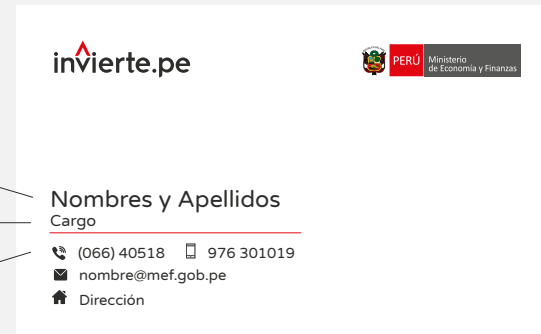 invierte.pe
PERÚ Ministerio
de Economía y Finanzas
Nombres y Apellidos
Cargo
(066) 40518 976 301019
nombre@mef.gob.pe
Dirección